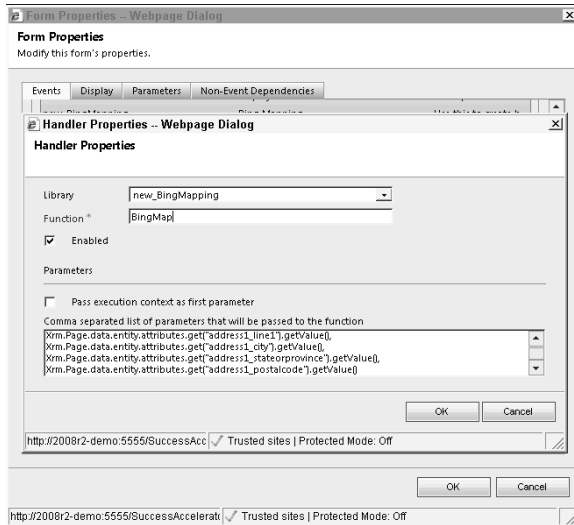 Form Properties -- Webpage Dialog
Form Properties
Modify this form's properties.
Events Display Parameters Non-Event Dependencies
Handler Properties -- Webpage Dialog
Handler Properties
Library new_BingMapping
Function * BingMap
Enabled
Parameters
Pass execution context as first parameter
Comma separated list of parameters that will be passed to the function
Xrm.Page.data.entity.attributes.get("address1_line1").getValue(),
Xrm.Page.data.entity.attributes.get("address1_city").getValue(),
Xrm.Page.data.entity.attributes.get("address1_stateorprovince").getValue(),
Xrm.Page.data.entity.attributes.get("address1_postalcode").getValue()
OK Cancel
http://2008r2-demo:5555/SuccessAcc Trusted sites | Protected Mode: Off
OK Cancel
http://2008r2-demo:5555/SuccessAccelerat Trusted sites | Protected Mode: Off